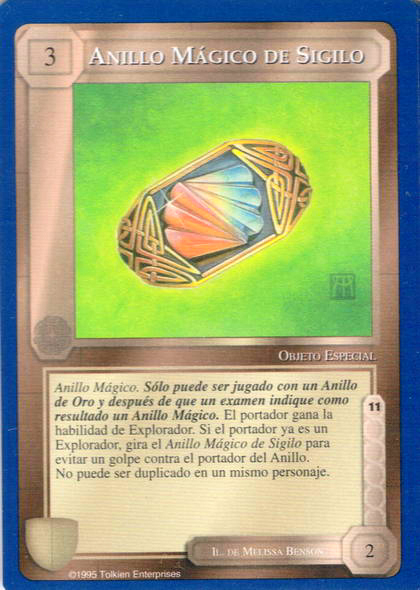 3
ANILLO MÁGICO DE SIGILO
OBJETO ESPECIAL
Anillo Mágico. Sólo puede ser jugado con un Anillo
de Oro y después de que un examen indique como
resultado un Anillo Mágico. El portador gana la
habilidad de Explorador. Si el portador ya es un
Explorador, gira el Anillo Mágico de Sigilo para
evitar un golpe contra el portador del Anillo.
No puede ser duplicado en un mismo personaje.
11
IL. DE MELISSA BENSON
2
©1995 Tolkien Enterprises